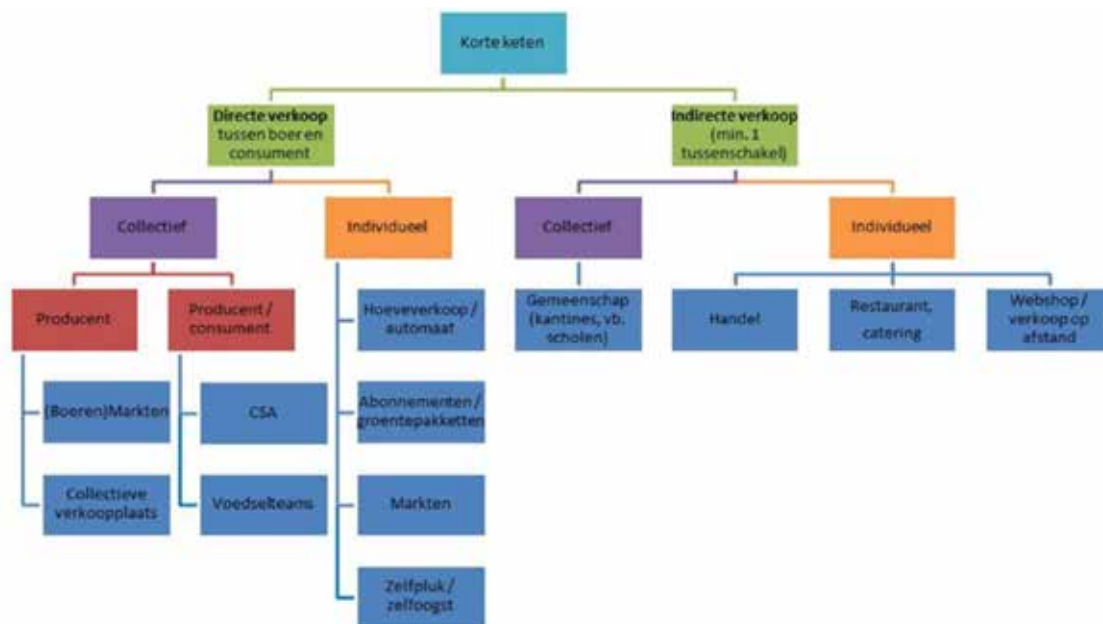 Korte keten
Directe verkoop
tussen boer en
consument
Indirecte verkoop
(min. 1
tussenschakel)
Collectief
Individueel
Collectief
Individueel
Producent
Producent /
consument
Hoeveverkoop /
automaat
Gemeenschap
(kantines, vb.
scholen)
Handel
Restaurant,
catering
Webshop /
verkoop op
afstand
(Boeren)Markten
CSA
Abonnementen /
groentepakketten
Collectieve
verkoopplaats
Voedselteams
Markten
Zelfpluk /
zelfoogst